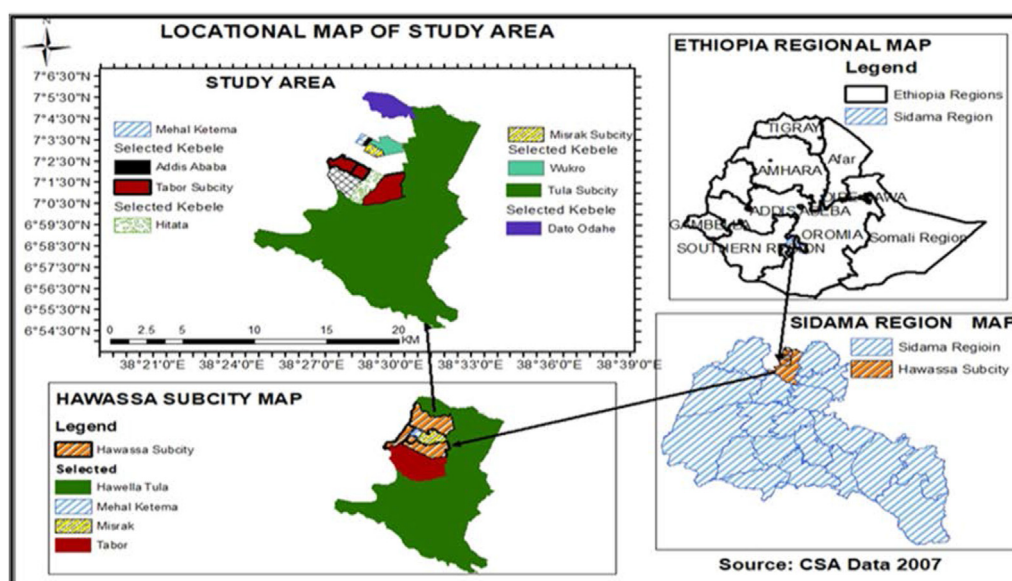 N
LOCATIONAL MAP OF STUDY AREA
STUDY AREA
7°6'30"N
7°5'30"N
7°4'30"N
7°3'30"N
7°2'30"N
7°1'30"N
7°0'30"N
6°59'30"N
6°58'30"N
6°57'30"N
6°56'30"N
6°55'30"N
6°54'30"N
Mehal Ketema
Selected Kebele
Addis Ababa
Tabor Subcity
Selected Kebele
Hitata
Misrak Subcity
Selected Kebele
Wukro
Tula Subcity
Selected Kebele
Dato Odahe
0 2.5 5 10 15 20
KM
38°21'0"E 38°24'0"E 38°27'0"E 38°30'0"E 38°33'0"E 38°36'0"E 38°39'0"E
ETHIOPIA REGIONAL MAP
Legend
Ethiopia Regions
Sidama Region
TIGRAY
Afar
AMHARA
ADDIS ABEBA
OROMIA
Somali Region
SOUTHERN REGION
HAWASSA SUBCITY MAP
Legend
Hawassa Subcity
Selected
Hawella Tula
Mehal Ketema
Misrak
Tabor
SIDAMA REGION MAP
Sidama Regioin
Hawassa Subcity
Source: CSA Data 2007